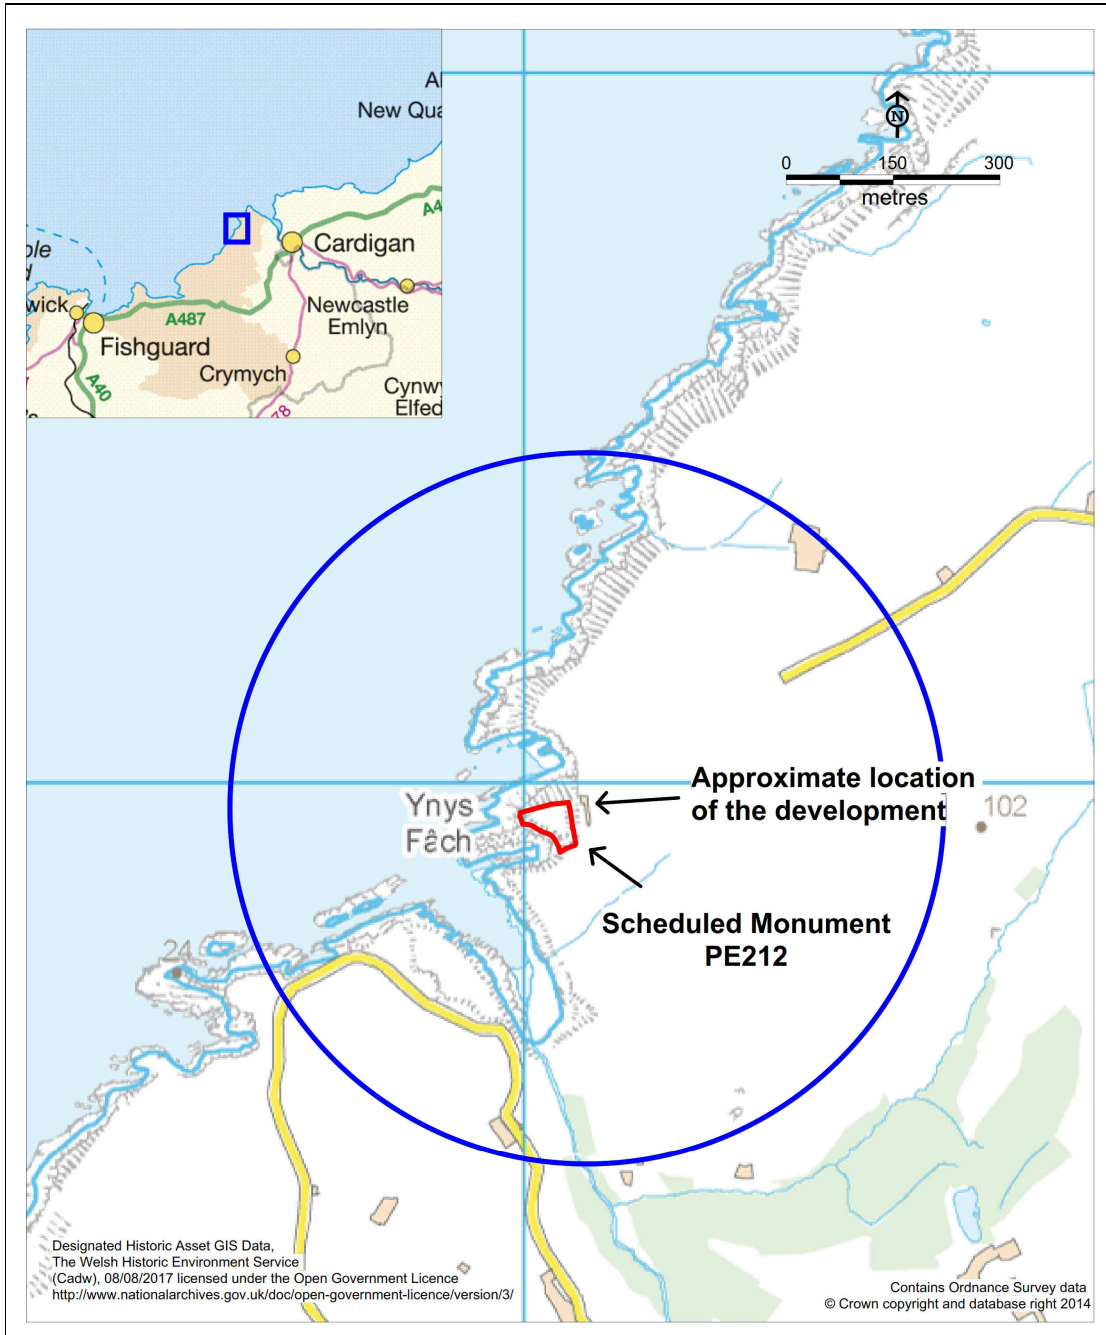 New Qua
Cardigan
A4
wick
A487
Newcastle
Emlyn
Fishguard
Crymych
A40
Cynw
Elfed
78
N
0 150 300
metres
Approximate location
of the development
102
Ynys
Fâch
Scheduled Monument
PE212
24
Designated Historic Asset GIS Data,
The Welsh Historic Environment Service
(Cadw), 08/08/2017 licensed under the Open Government Licence
http://www.nationalarchives.gov.uk/doc/open-government-licence/version/3/
Contains Ordnance Survey data
© Crown copyright and database right 2014